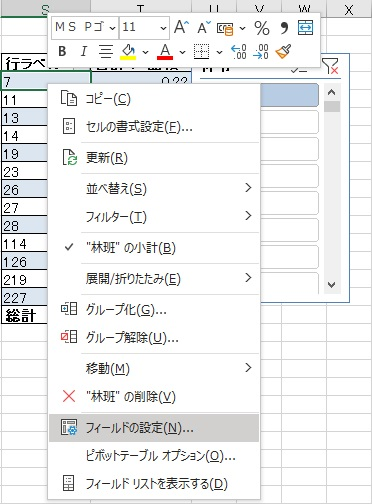 ＭＳ Ｐゴ 11 A A % ,
B I A .00
S T U V W X
行ラベル
7 0.22
11
13
14
19
23
26
27
28
114
126
219
227
総計
コピー(C)
セルの書式設定(F)...
更新(R)
並べ替え(S)
フィルター(T)
"林班" の小計(B)
展開/折りたたみ(E)
グループ化(G)...
グループ解除(U)...
移動(M)
"林班" の削除(V)
フィールドの設定(N)...
ピボットテーブル オプション(O)...
フィールド リストを表示する(D)